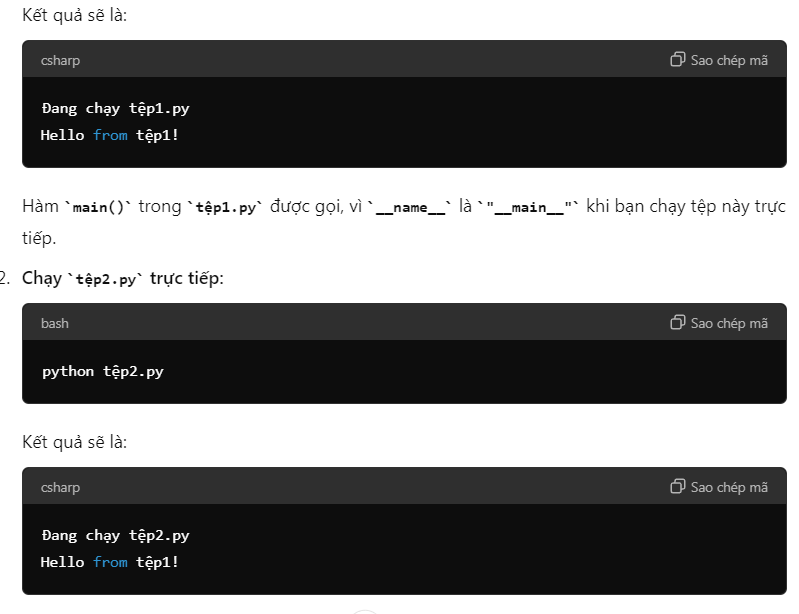 Kết quả sẽ là:
csharp Sao chép mã
Đang chạy tệp1.py
Hello from tệp1!
Hàm `main()` trong `tệp1.py` được gọi, vì `__name__` là `"__main__"` khi bạn chạy tệp này trực
tiếp.
2. Chạy `tệp2.py` trực tiếp:
bash Sao chép mã
python tệp2.py
Kết quả sẽ là:
csharp Sao chép mã
Đang chạy tệp2.py
Hello from tệp1!